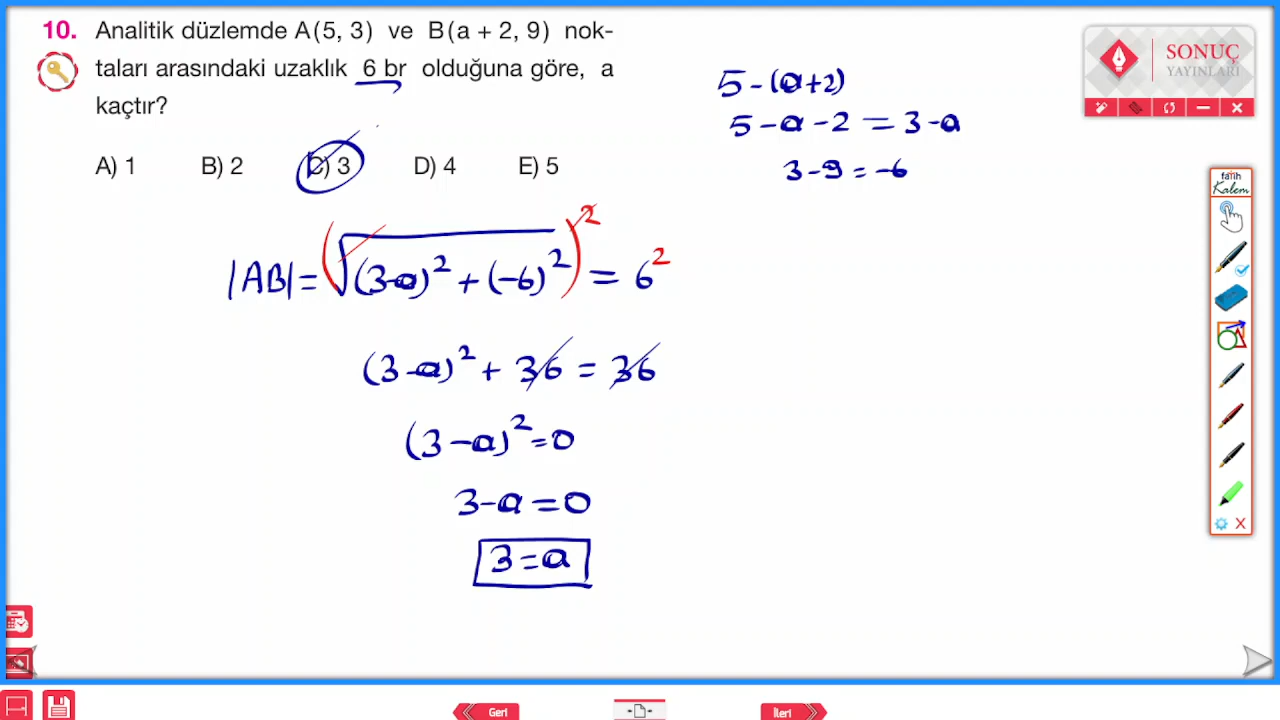 10. Analitik düzlemde A(5, 3) ve B(a + 2, 9) nok-
taları arasındaki uzaklık 6 br olduğuna göre, a
kaçtır?
A) 1 B) 2 C) 3 D) 4 E) 5
5-(a+2)
5-a-2 = 3-a
3-9=-6
|AB| = (√(3-a)² + (-6)²)² = 6²
(3-a)² + 36 = 36
(3-a)²=0
3-a=0
3=a
SONUÇ
YAYINLARI
fatih
Kalem
Geri
İleri